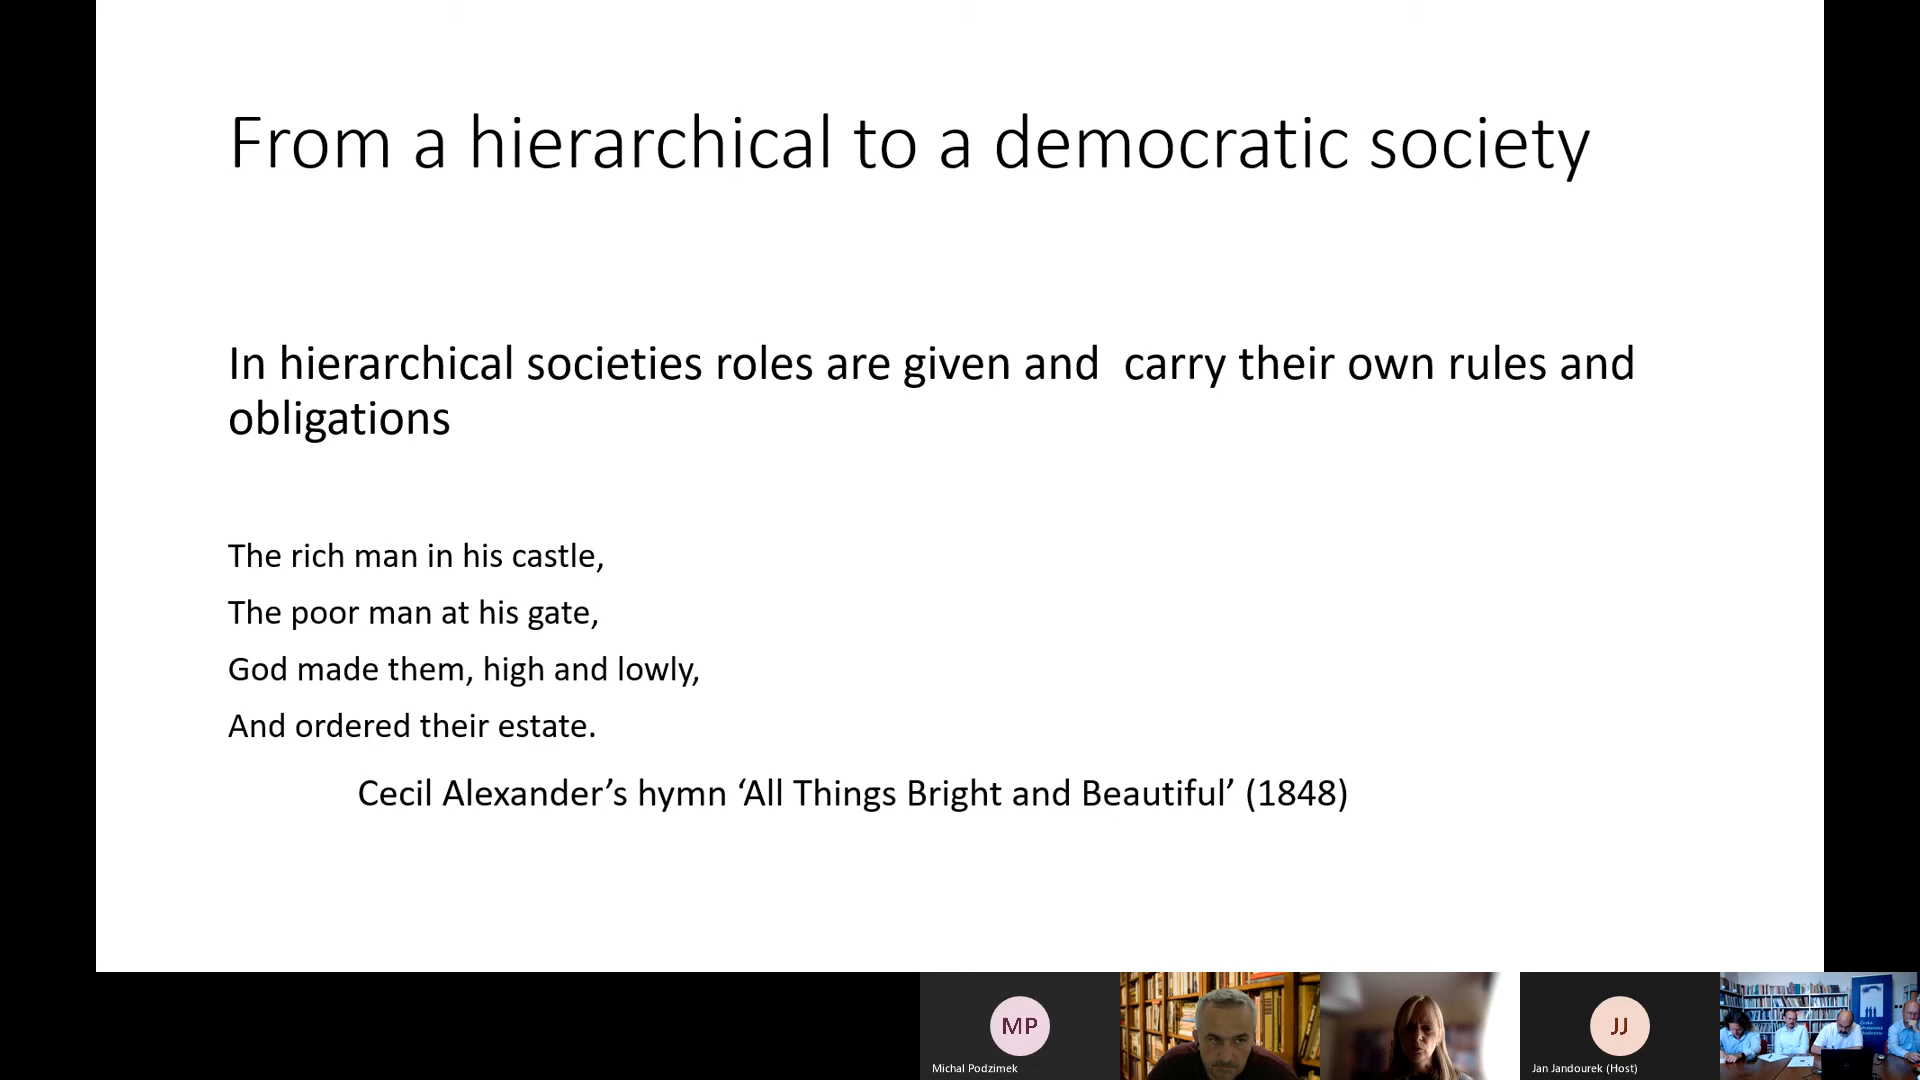 From a hierarchical to a democratic society
In hierarchical societies roles are given and  carry their own rules and
obligations
The rich man in his castle,
The poor man at his gate,
God made them, high and lowly,
And ordered their estate.
Cecil Alexander’s hymn ‘All Things Bright and Beautiful’ (1848)
MP
Michal Podzimek
JJ
Jan Jandourek (Host)